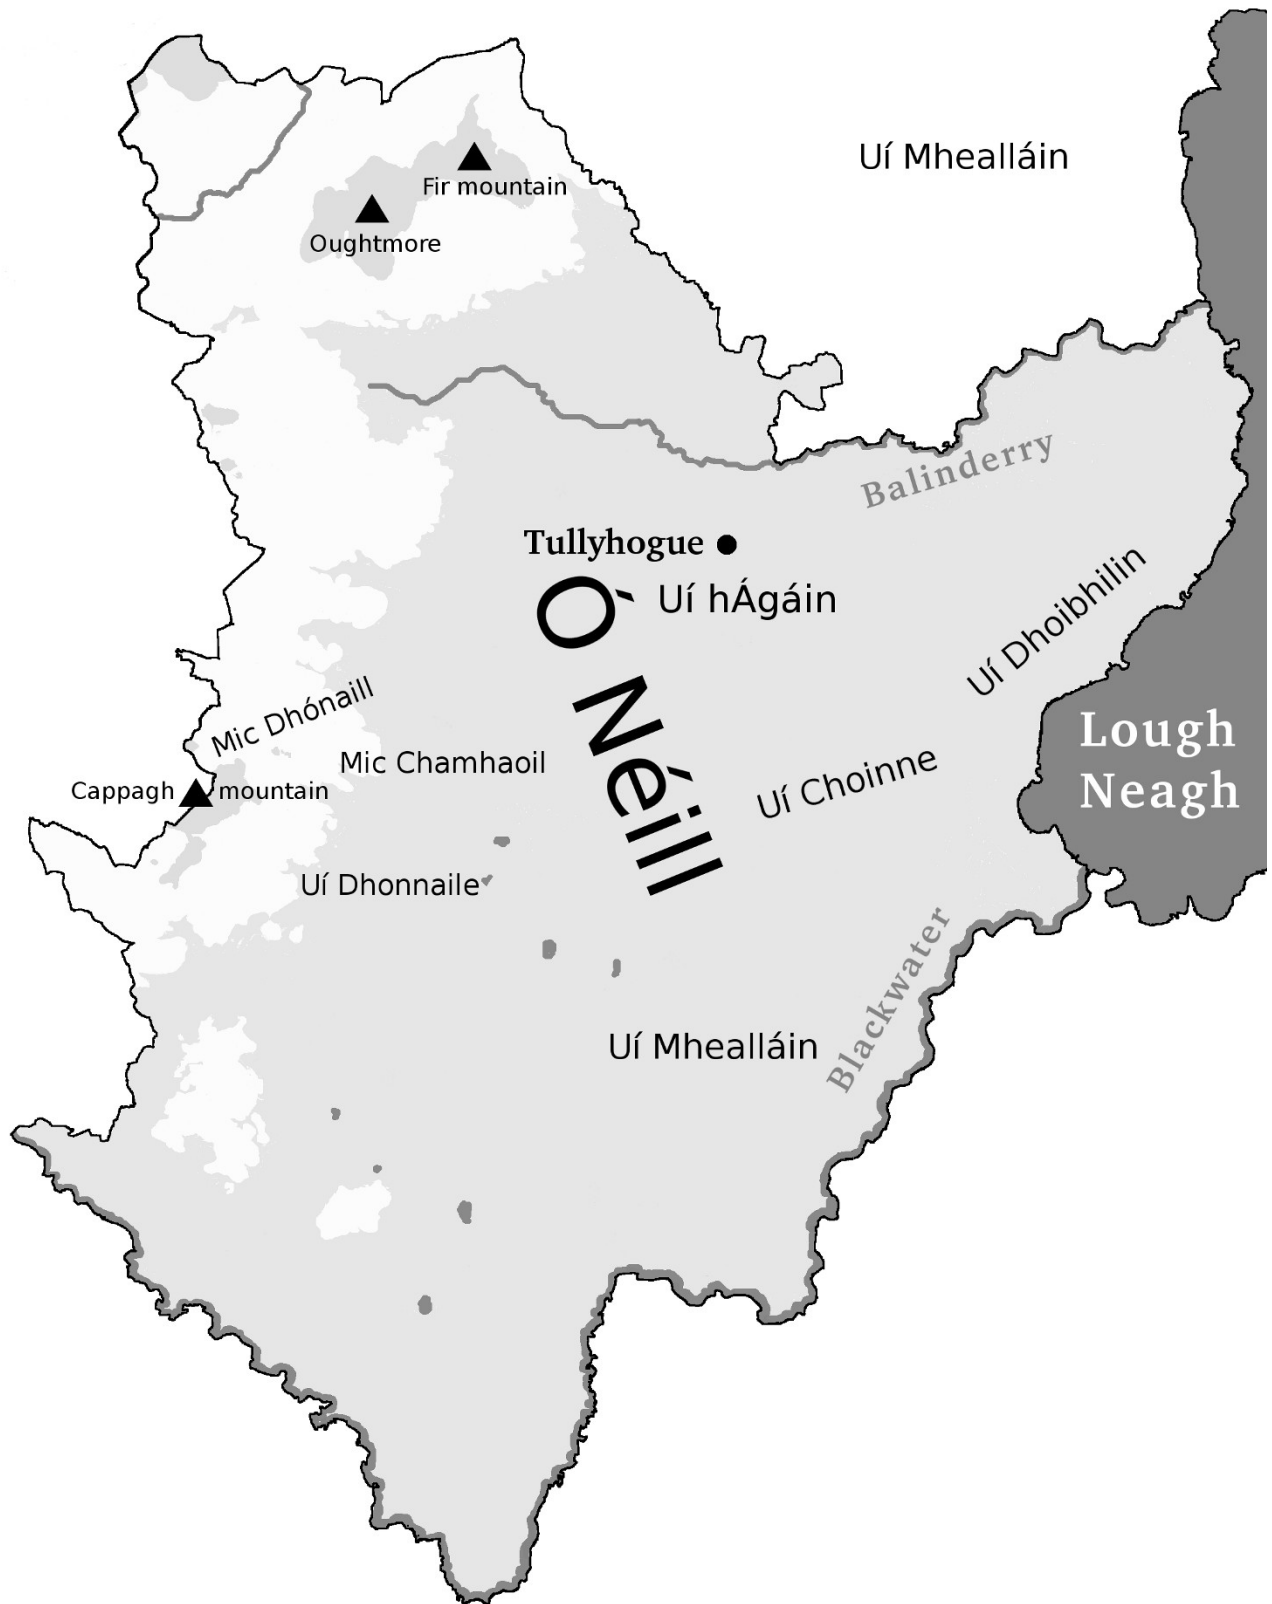 Uí Mhealláin
Fir mountain
Oughtmore
Balinderry
Tullyhogue
Uí hÁgáin
Ó Néill
Uí Dhoibhilin
Mic Dhónaill
Mic Chamhaoil
Cappagh mountain
Uí Choinne
Lough
Neagh
Uí Dhonnaile
Blackwater
Uí Mhealláin